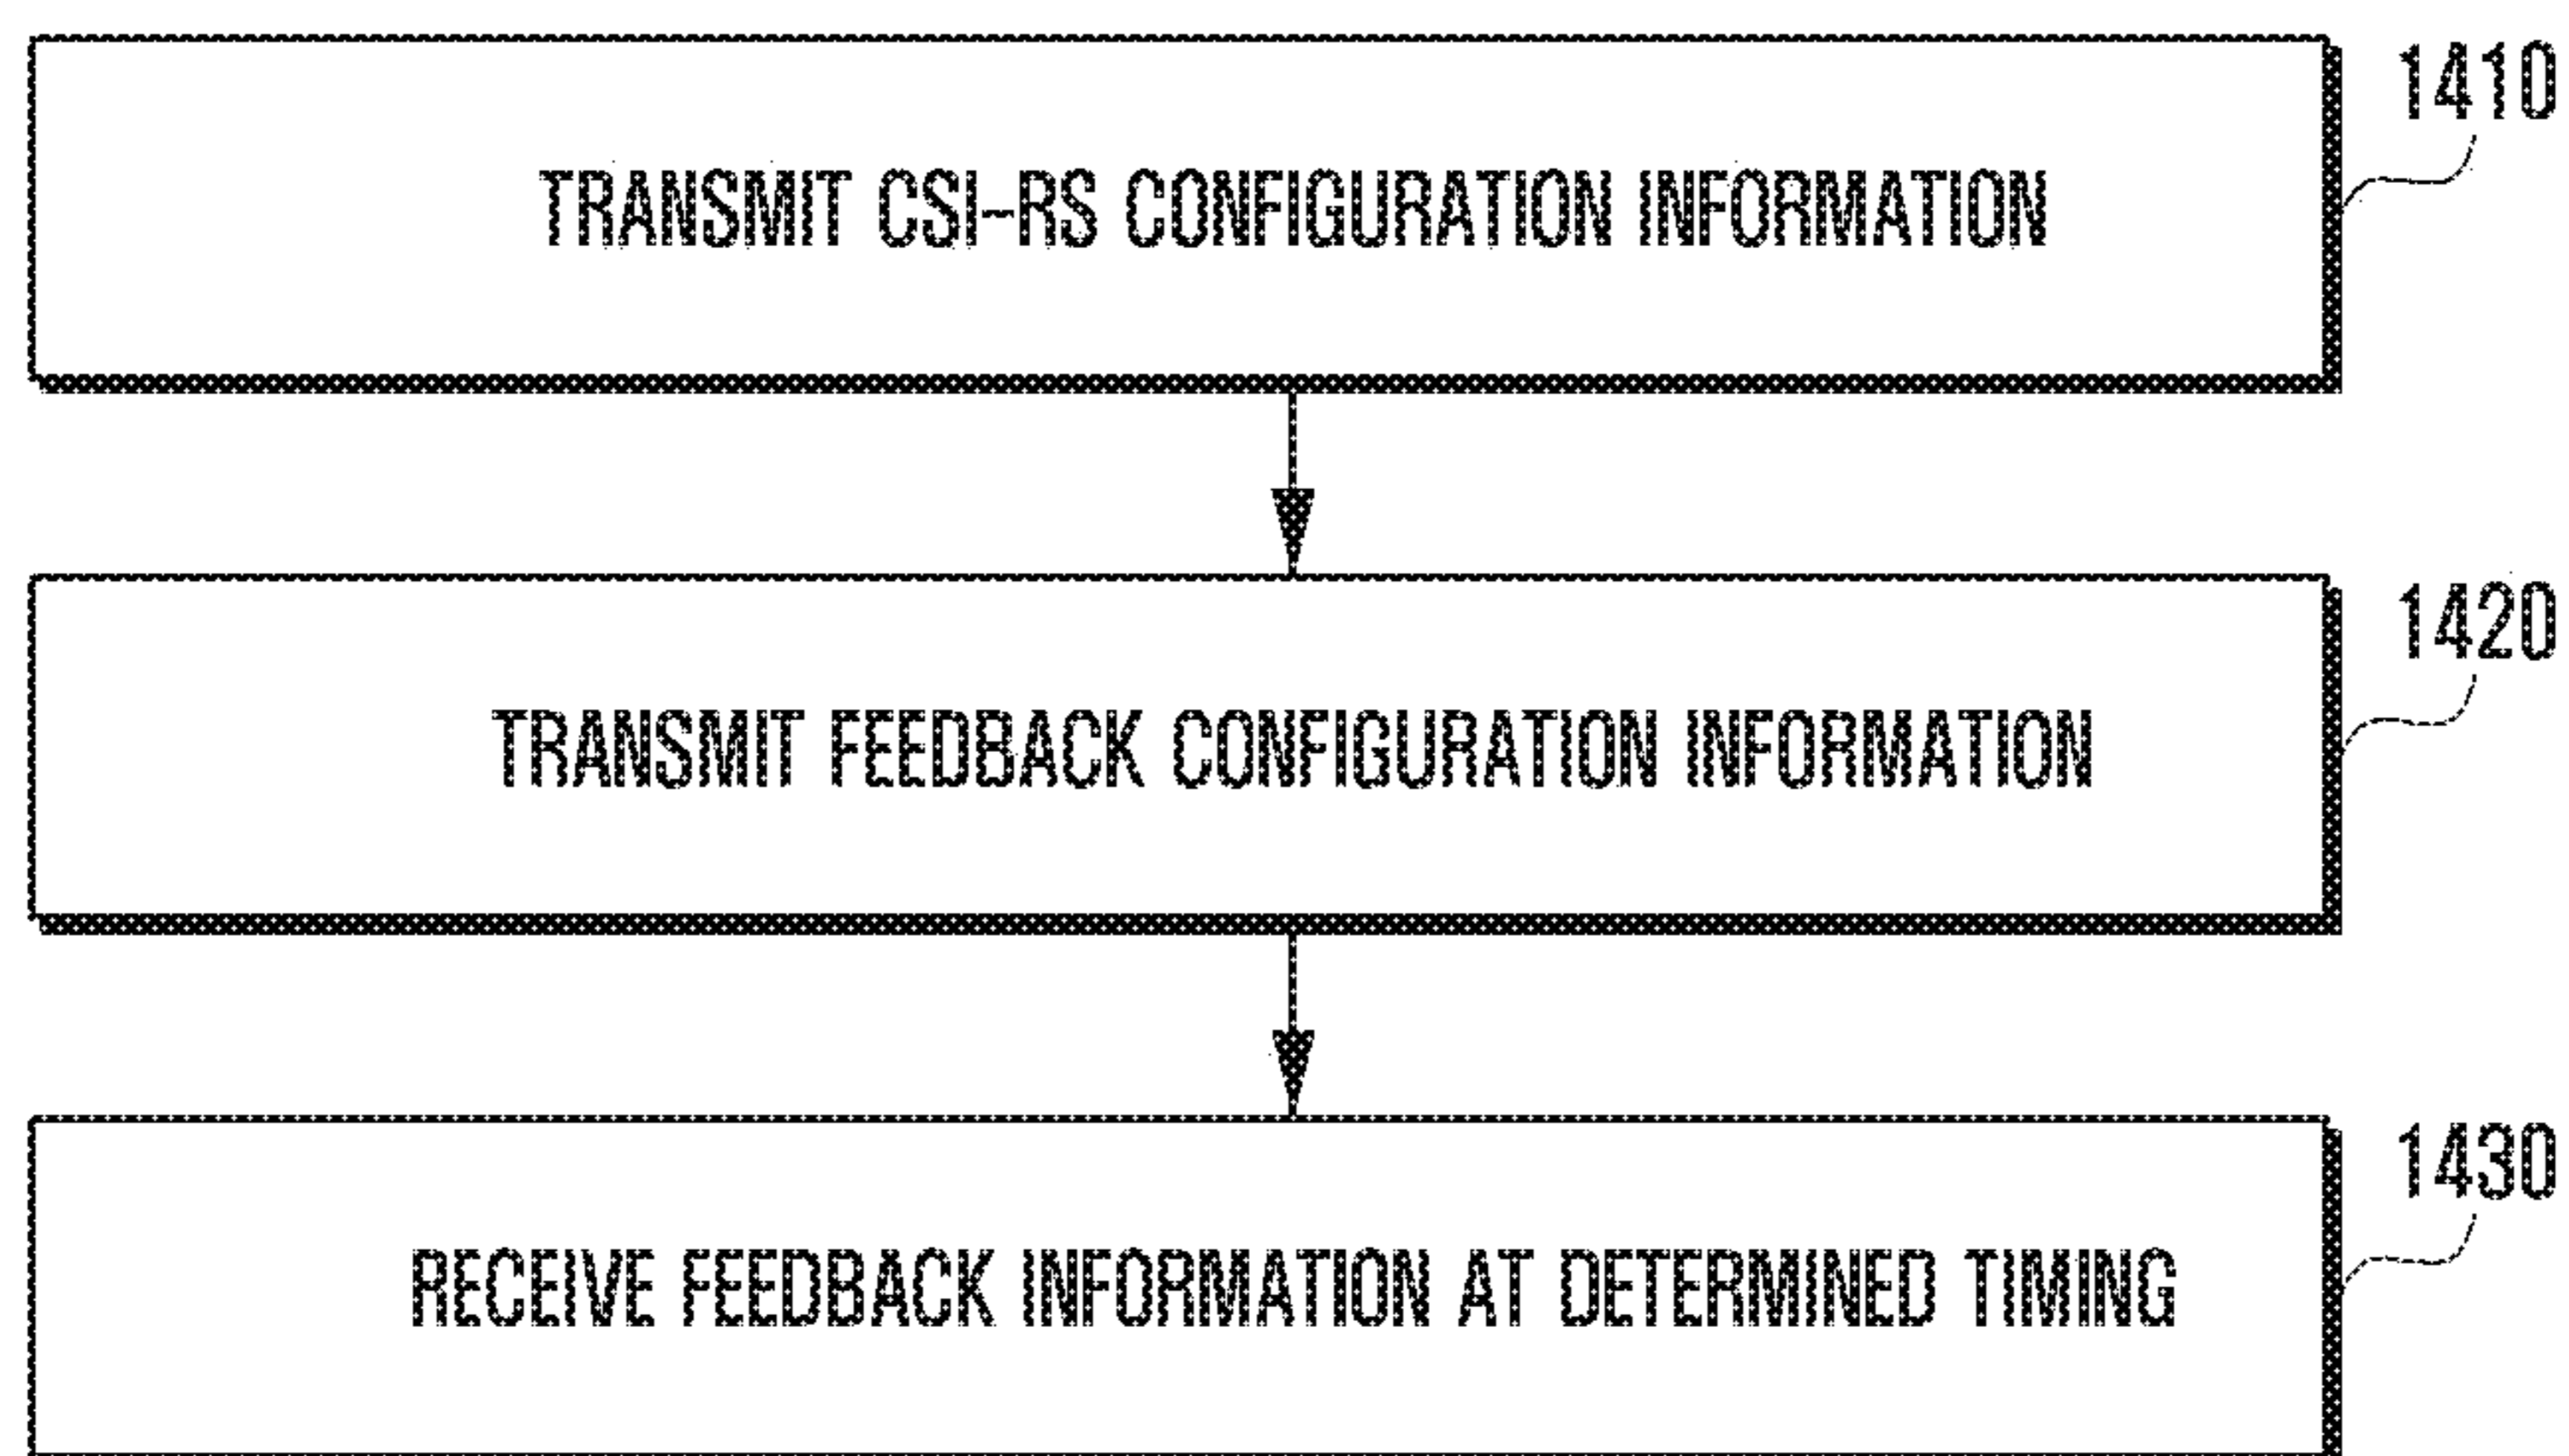 1410
TRANSMIT CSI-RS CONFIGURATION INFORMATION
1420
TRANSMIT FEEDBACK CONFIGURATION INFORMATION
1430
RECEIVE FEEDBACK INFORMATION AT DETERMINED TIMING